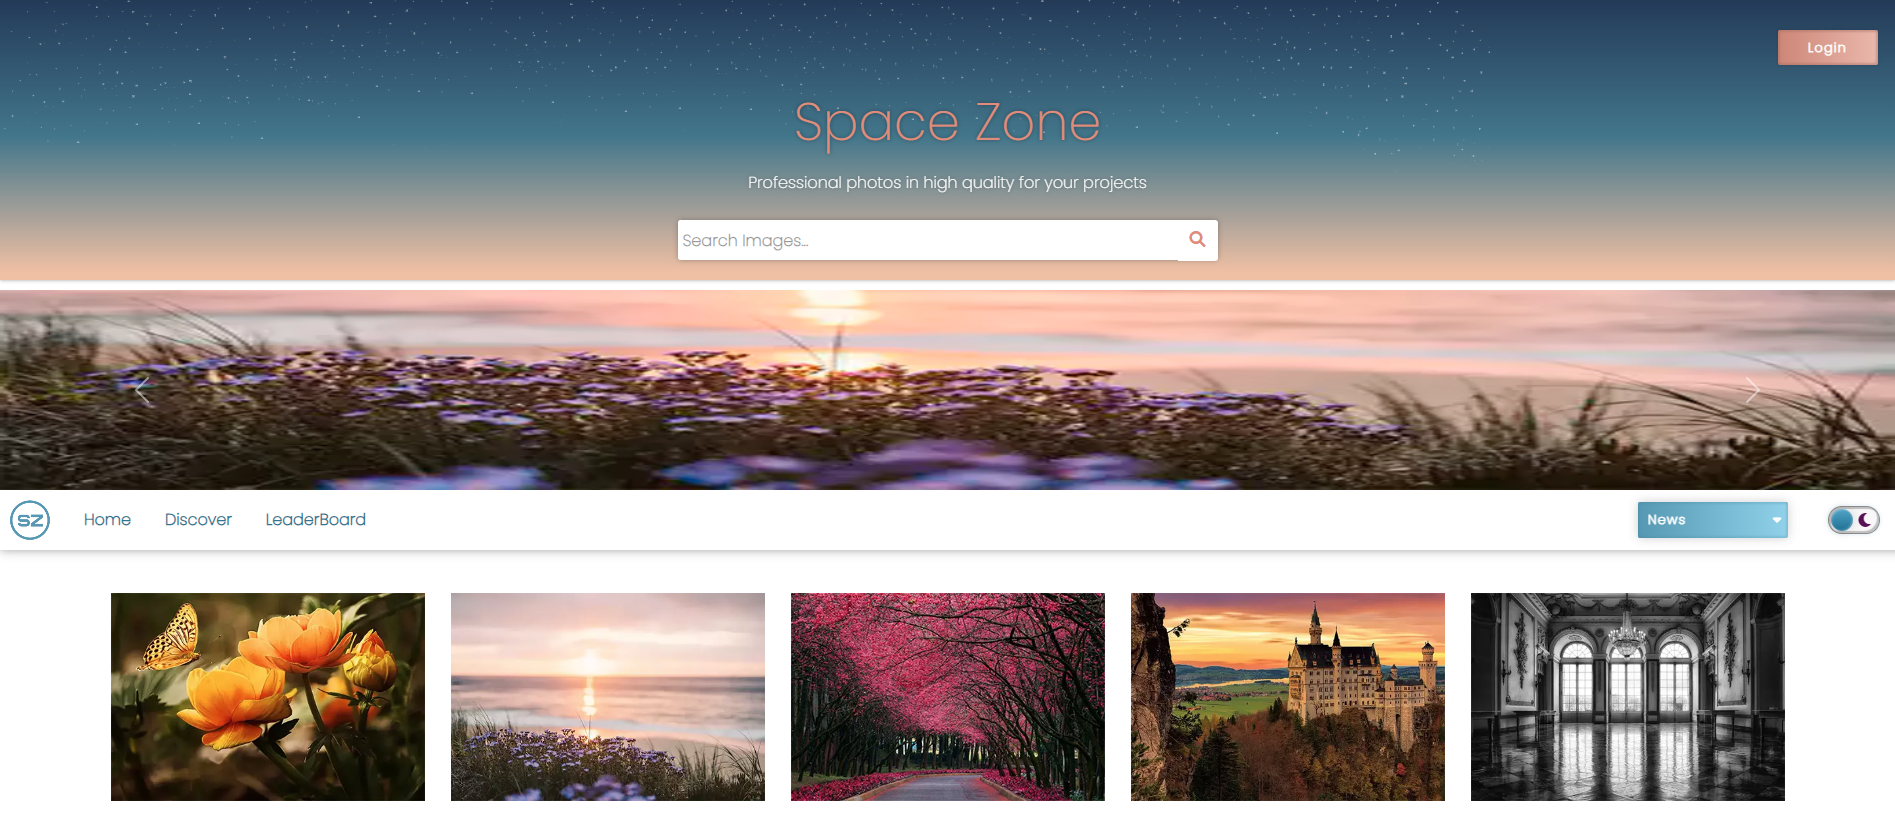 Login
Space Zone
Professional photos in high quality for your projects
Search Images...
SZ Home Discover LeaderBoard News